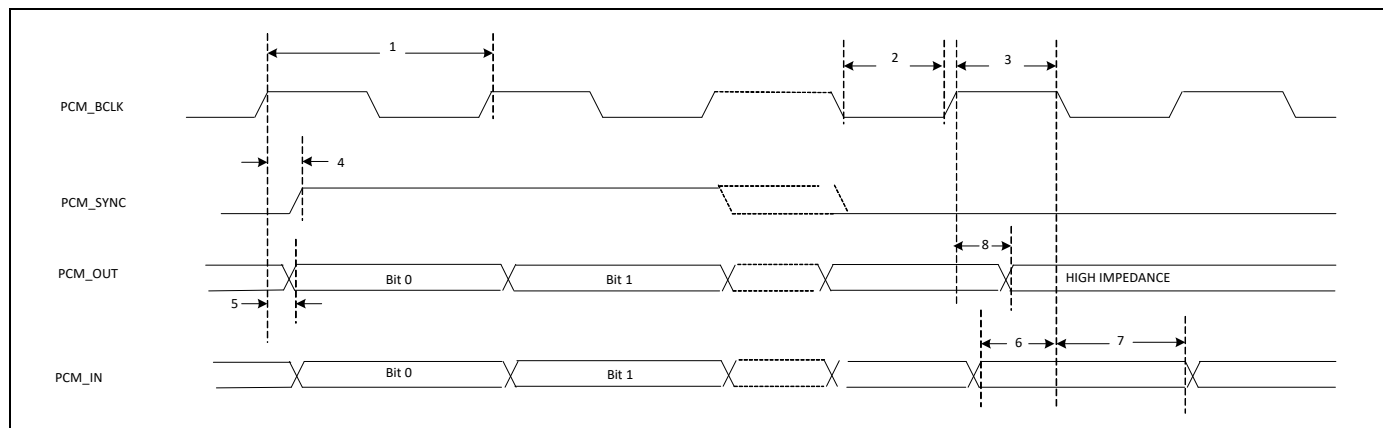 1
2
3
PCM_BCLK
4
PCM_SYNC
8
PCM_OUT
Bit 0
Bit 1
HIGH IMPEDANCE
5
6
7
PCM_IN
Bit 0
Bit 1